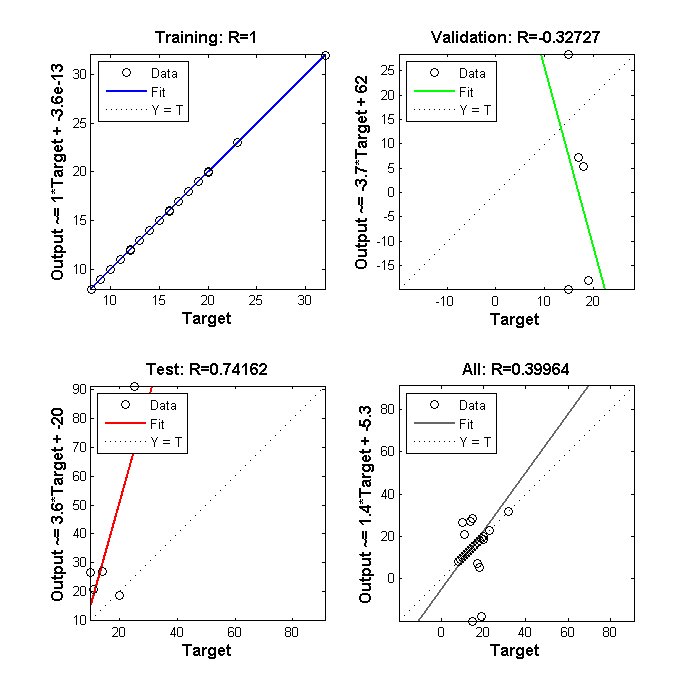 Training: R=1
Output ~= 1*Target + -3.6e-13
Data
Fit
Y = T
30
25
20
15
10
10 15 20 25 30
Target
Validation: R=-0.32727
Output ~= -3.7*Target + 62
Data
Fit
Y = T
25
20
15
10
5
0
-5
-10
-15
-10 0 10 20
Target
Test: R=0.74162
Output ~= 3.6*Target + -20
Data
Fit
Y = T
90
80
70
60
50
40
30
20
10
20 40 60 80
Target
All: R=0.39964
Output ~= 1.4*Target + -5.3
Data
Fit
Y = T
80
60
40
20
0
0 20 40 60 80
Target